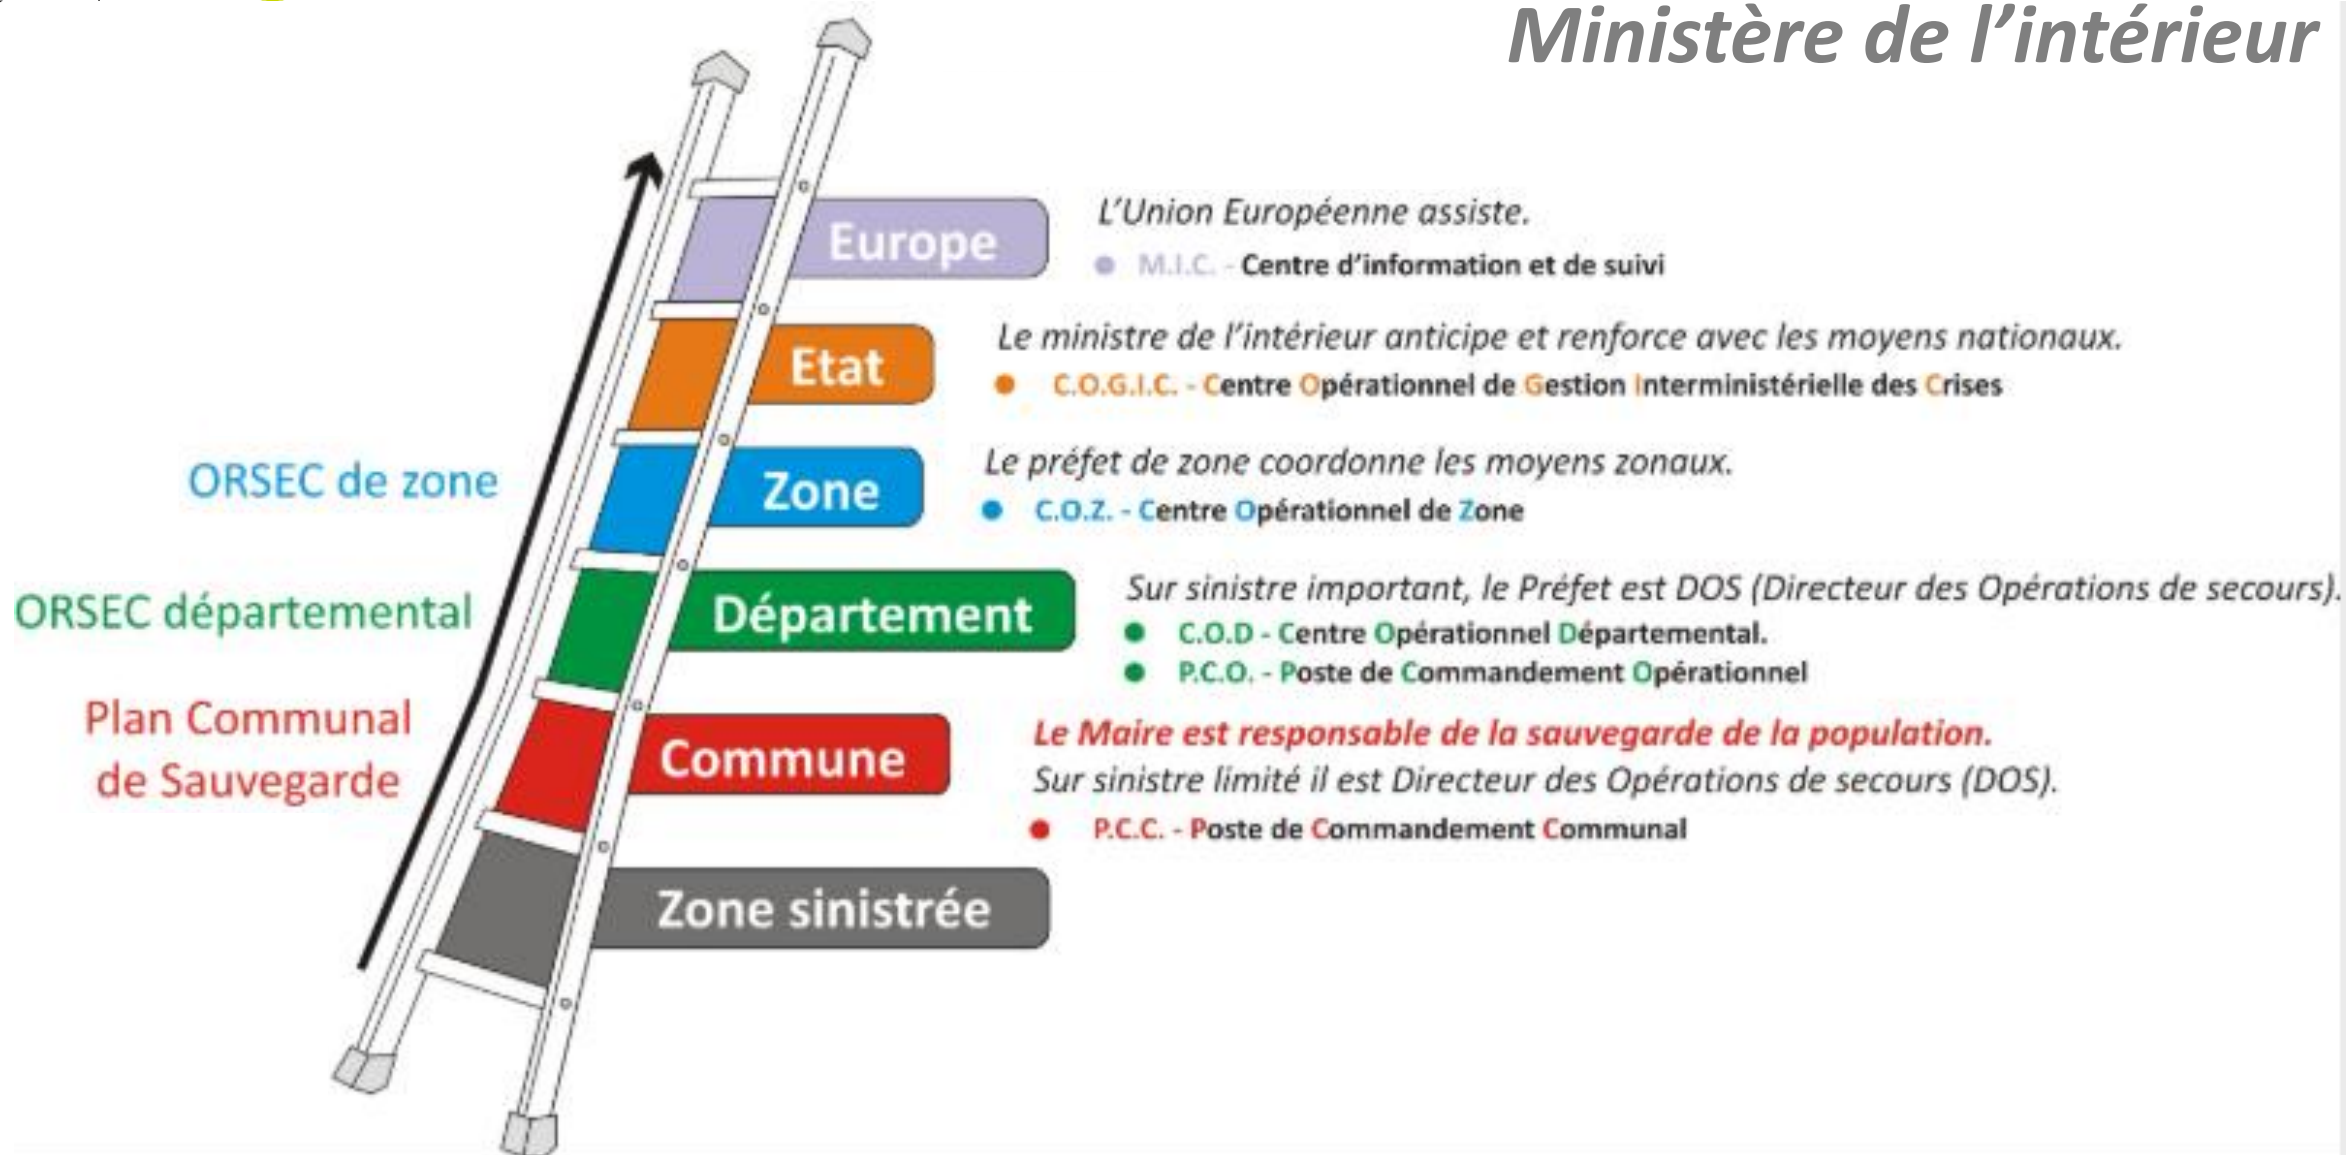 Ministère de l'intérieur
Europe
L'Union Européenne assiste.
M.I.C. - Centre d'information et de suivi
Etat
Le ministre de l'intérieur anticipe et renforce avec les moyens nationaux.
C.O.G.I.C. - Centre Opérationnel de Gestion Interministérielle des Crises
ORSEC de zone
Zone
Le préfet de zone coordonne les moyens zonaux.
C.O.Z. - Centre Opérationnel de Zone
ORSEC départemental
Département
Sur sinistre important, le Préfet est DOS (Directeur des Opérations de secours).
C.O.D - Centre Opérationnel Départemental.
P.C.O. - Poste de Commandement Opérationnel
Plan Communal
de Sauvegarde
Commune
Le Maire est responsable de la sauvegarde de la population.
Sur sinistre limité il est Directeur des Opérations de secours (DOS).
P.C.C. - Poste de Commandement Communal
Zone sinistrée